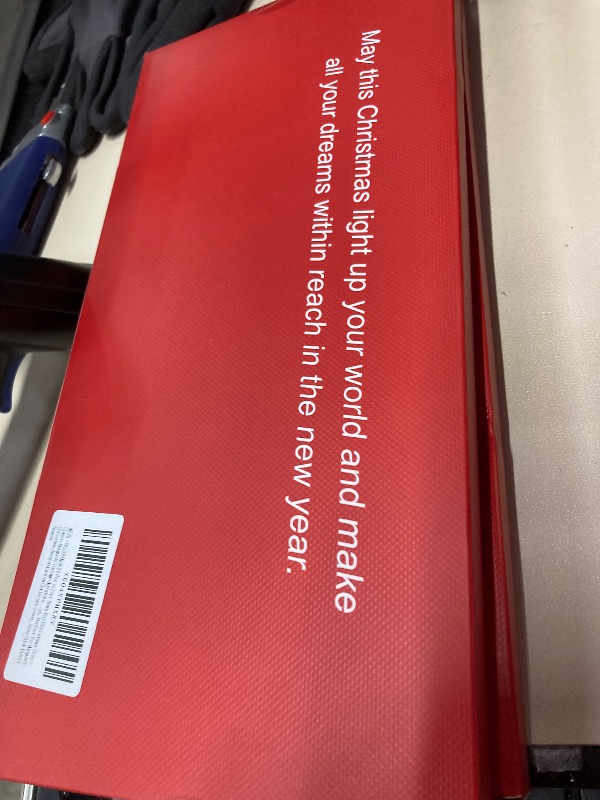 May this Christmas light up your world and make
all your dreams within reach in the new year.